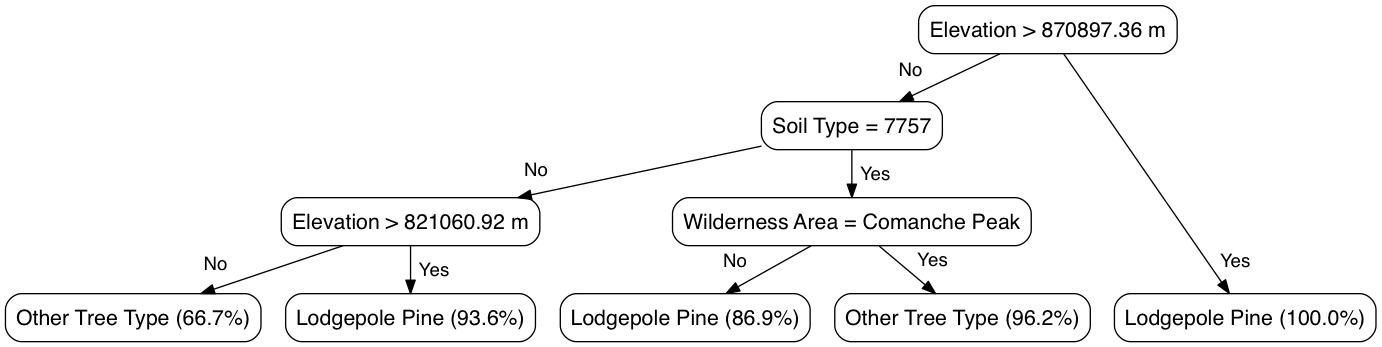 Elevation > 870897.36 m
No
Soil Type = 7757
No
Yes
Elevation > 821060.92 m
Wilderness Area = Comanche Peak
No
Yes
No
Yes
Yes
Other Tree Type (66.7%)
Lodgepole Pine (93.6%)
Lodgepole Pine (86.9%)
Other Tree Type (96.2%)
Lodgepole Pine (100.0%)